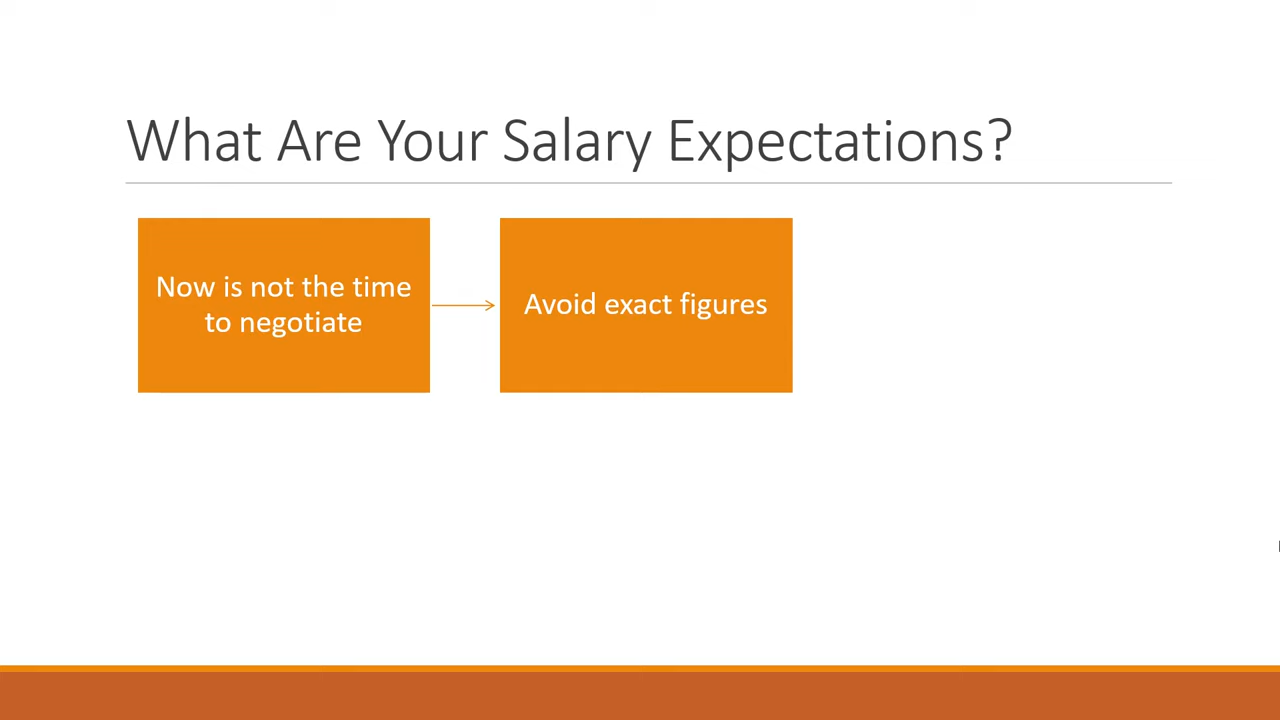 What Are Your Salary Expectations?
Now is not the time
to negotiate
Avoid exact figures